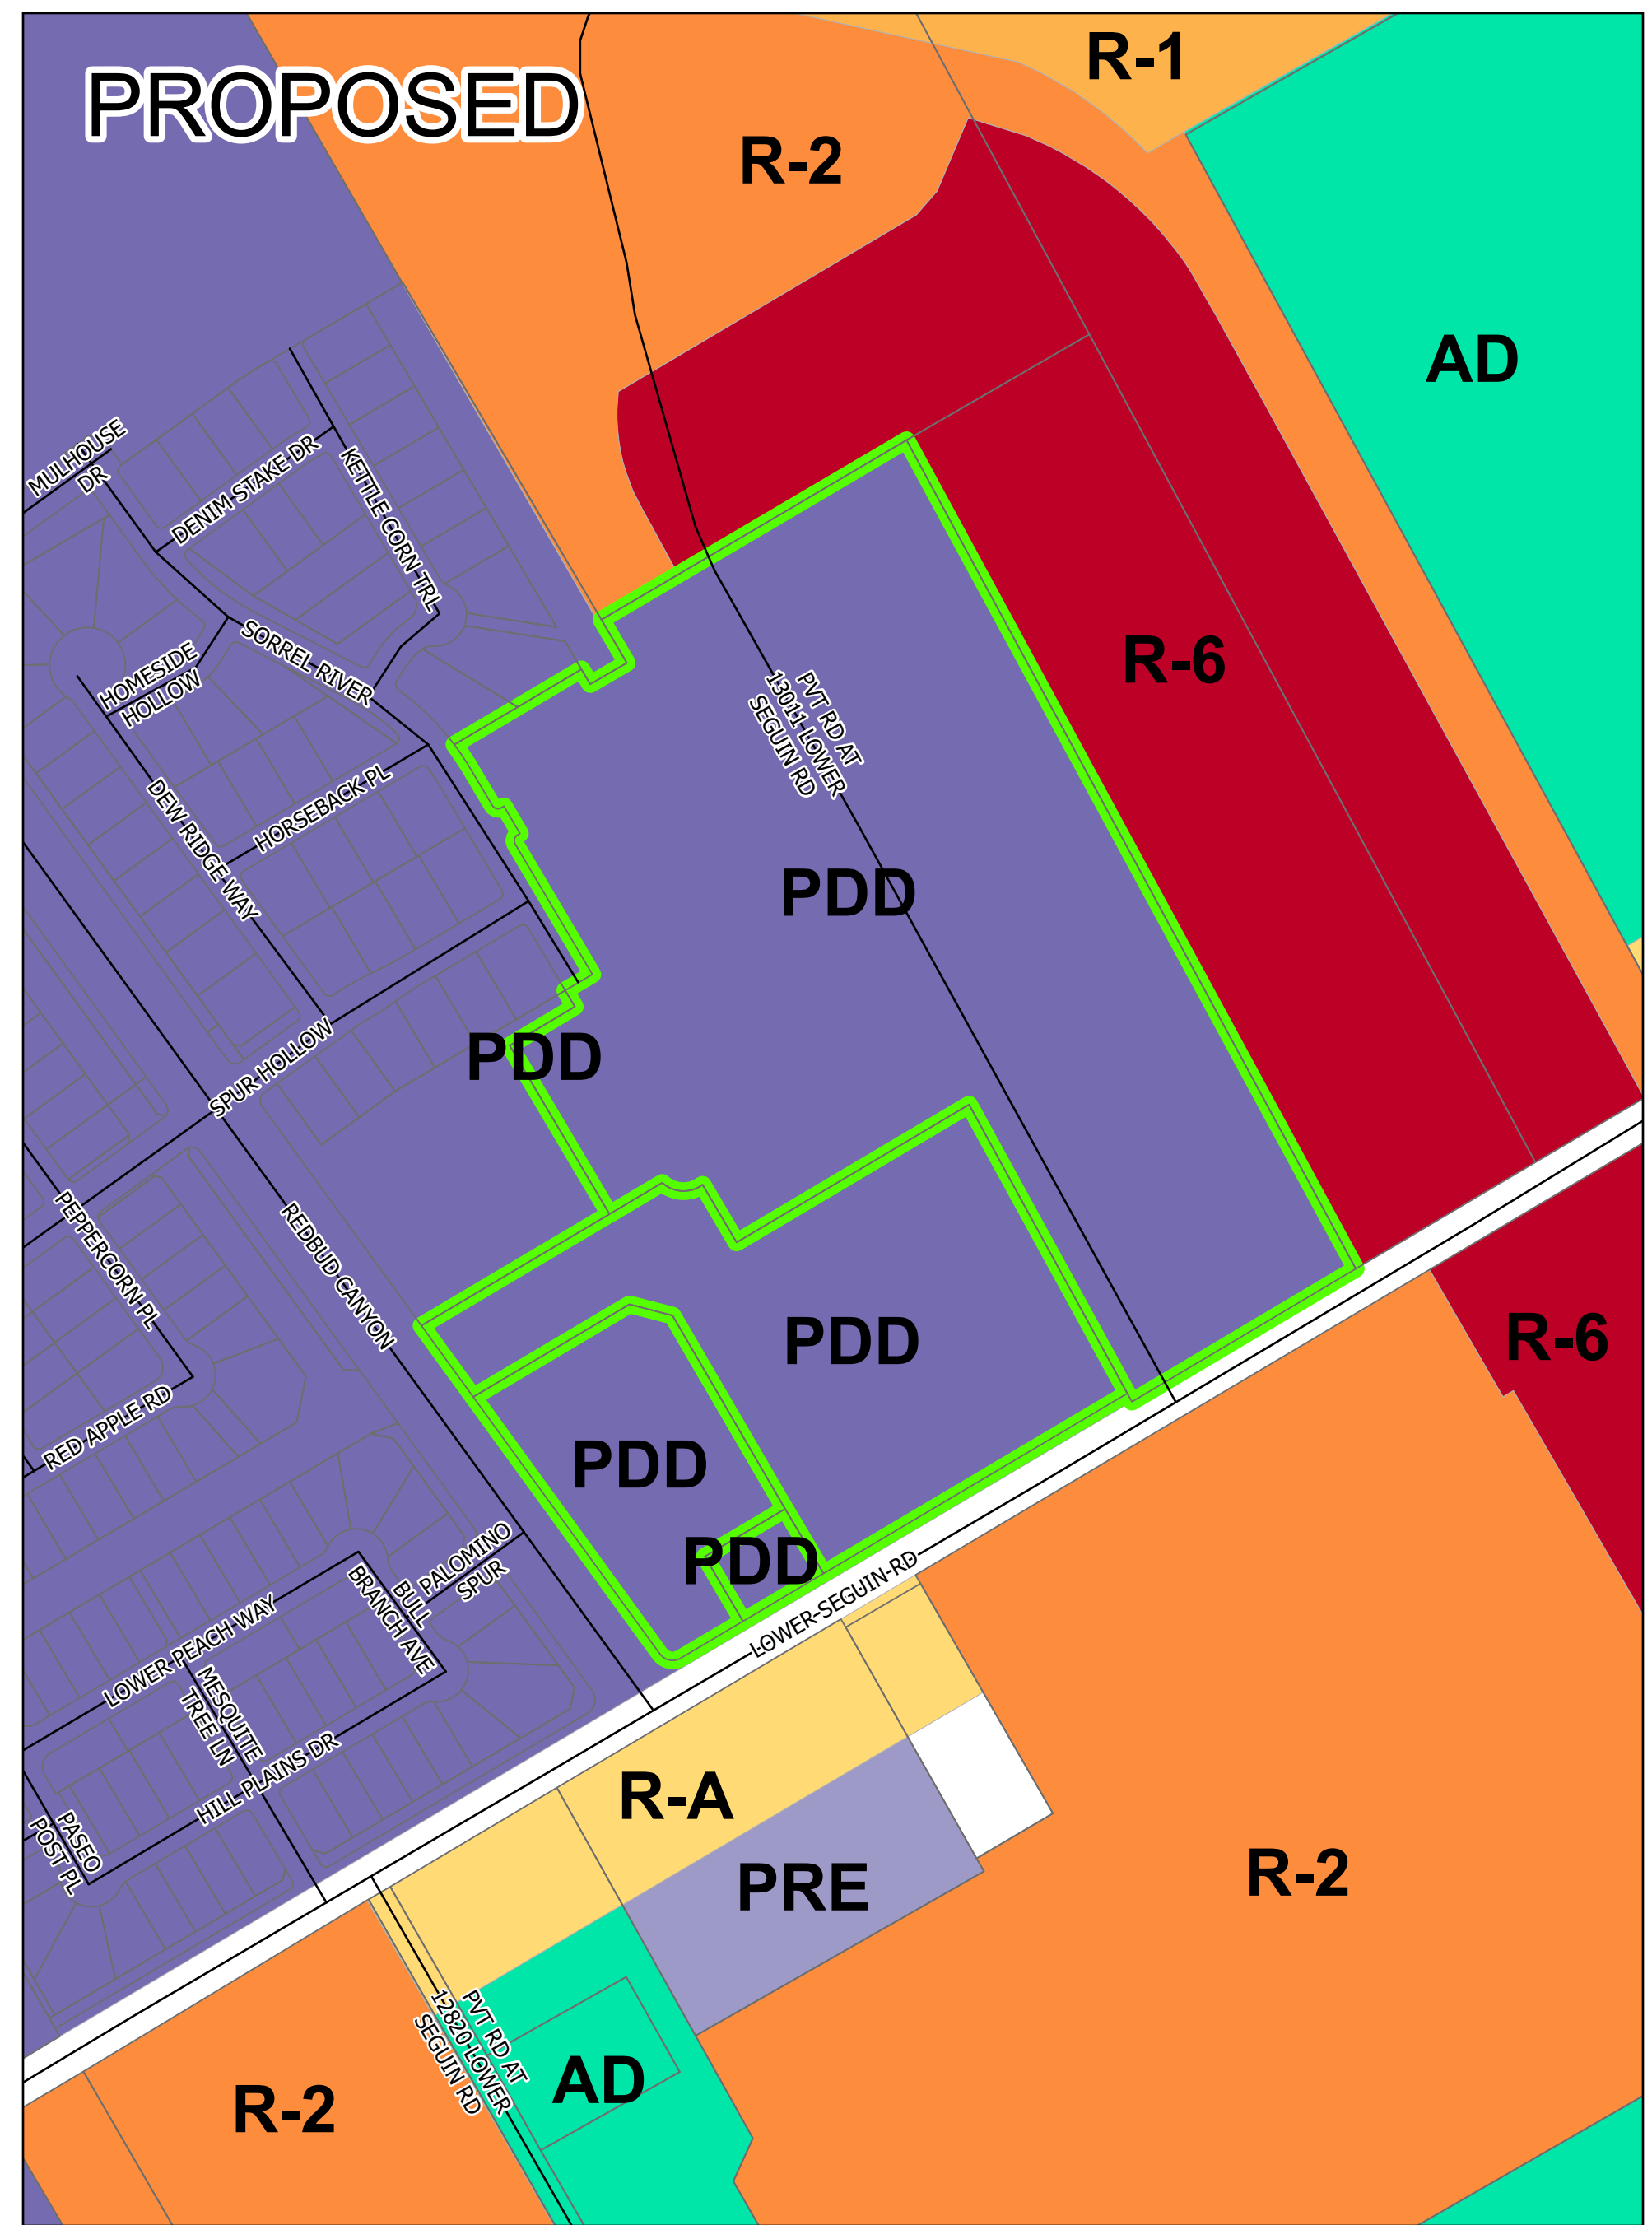 PROPOSED
R-1
R-2
AD
MULHOUSE
DR
DENIM STAKE DR
KETTLE CORN TRL
SORREL RIVER
HOMESIDE
HOLLOW
R-6
PVT RD AT
13011 LOWER
SEGUIN RD
DEW RIDGE WAY
HORSEBACK PL
PDD
PDD
SPUR HOLLOW
PEPPERCORN PL
REDBUD CANYON
PDD
R-6
RED APPLE RD
PDD
PDD
PALOMINO
SPUR
BULL
BRANCH AVE
LOWER SEGUIN RD
LOWER PEACH WAY
MESQUITE
TREE LN
HILL PLAINS DR
PASEO
POST PL
R-A
PRE
R-2
PVT RD AT
12820 LOWER
SEGUIN RD
AD
R-2